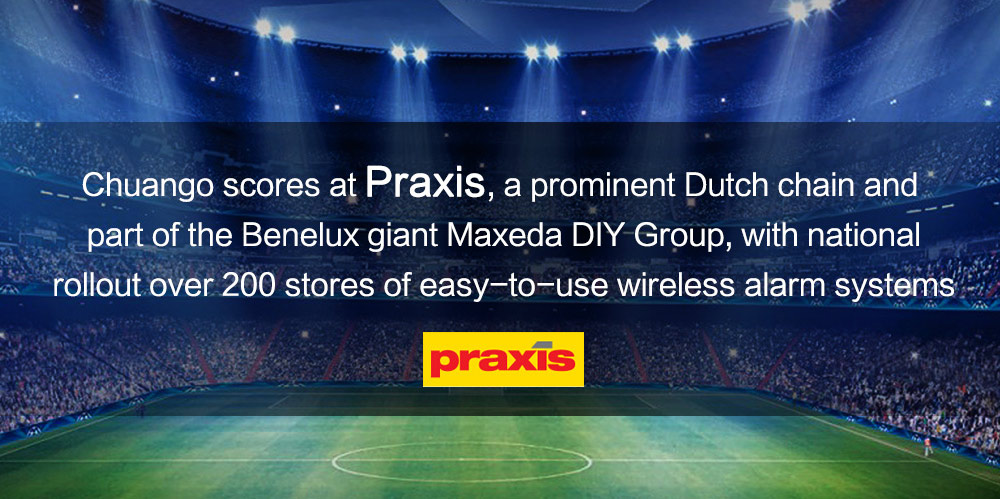 Chuango scores at Praxis, a prominent Dutch chain and
part of the Benelux giant Maxeda DIY Group, with national
rollout over 200 stores of easy-to-use wireless alarm systems
praxis